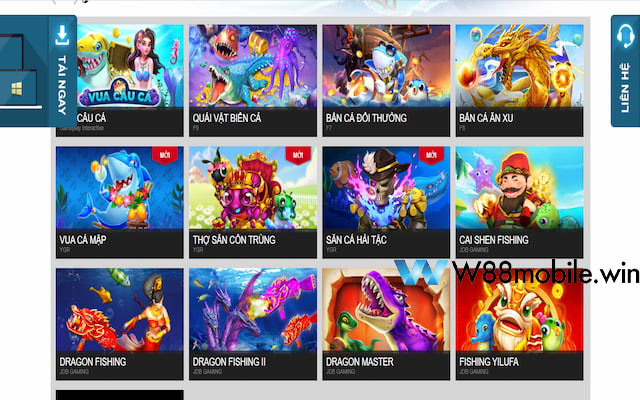 TẢI NGAY
LIÊN HỆ
VUA CÂU CÁ
CÂU CÁ
Gameplay Interactive
QUÁI VẬT BIỂN CẢ
BẮN CÁ ĐỔI THƯỞNG
BẮN CÁ ĂN XU
MỚI
VUA CÁ MẬP
YGR
MỚI
THỢ SĂN CÔN TRÙNG
YGR
MỚI
SĂN CÁ HẢI TẶC
YGR
CAI SHEN FISHING
JDB GAMING
W88mobile.win
DRAGON FISHING
JDB GAMING
DRAGON FISHING II
JDB GAMING
DRAGON MASTER
JDB GAMING
FISHING YILUFA
JDB GAMING